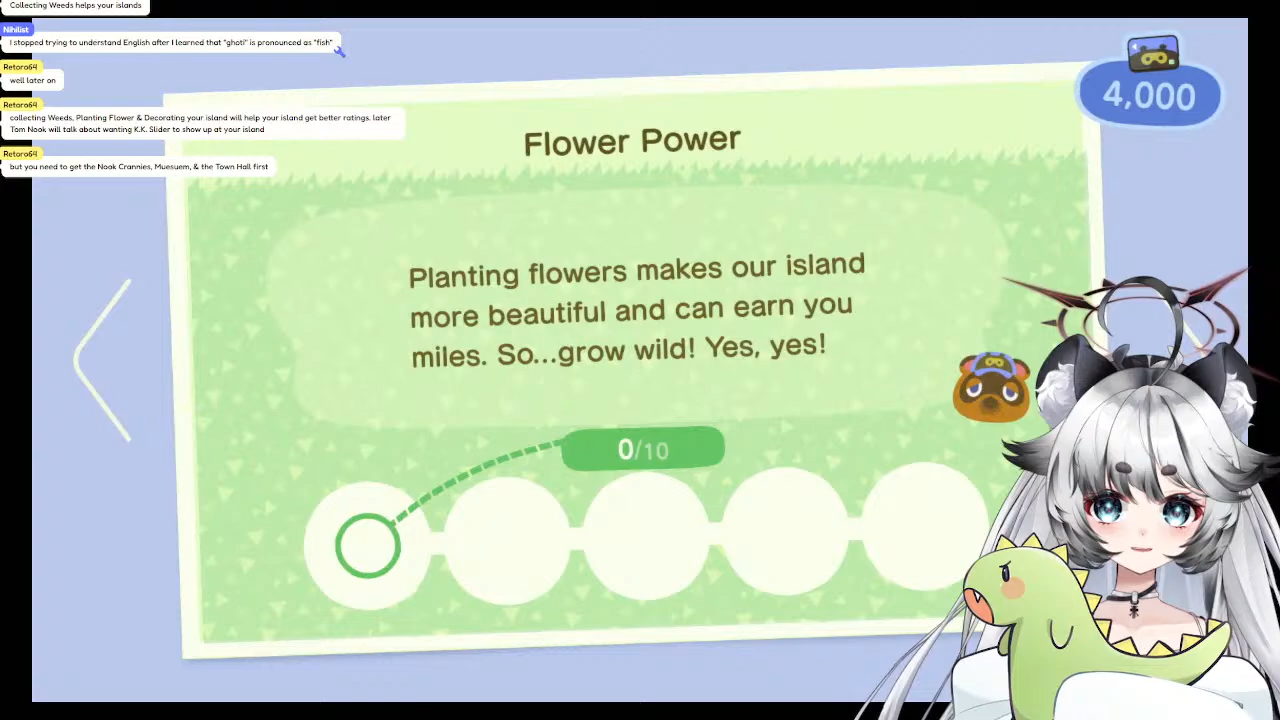 Collecting Weeds helps your islands
Nihilist
I stopped trying to understand English after I learned that "ghoti" is pronounced as "fish"
Retoro64
well later on
Retoro64
collecting Weeds, Planting Flower & Decorating your island will help your island get better ratings. later
Tom Nook will talk about wanting K.K. Slider to show up at your island
Retoro64
but you need to get the Nook Crannies, Muesuem, & the Town Hall first
4,000
Flower Power
Planting flowers makes our island
more beautiful and can earn you
miles. So...grow wild! Yes, yes!
0/10